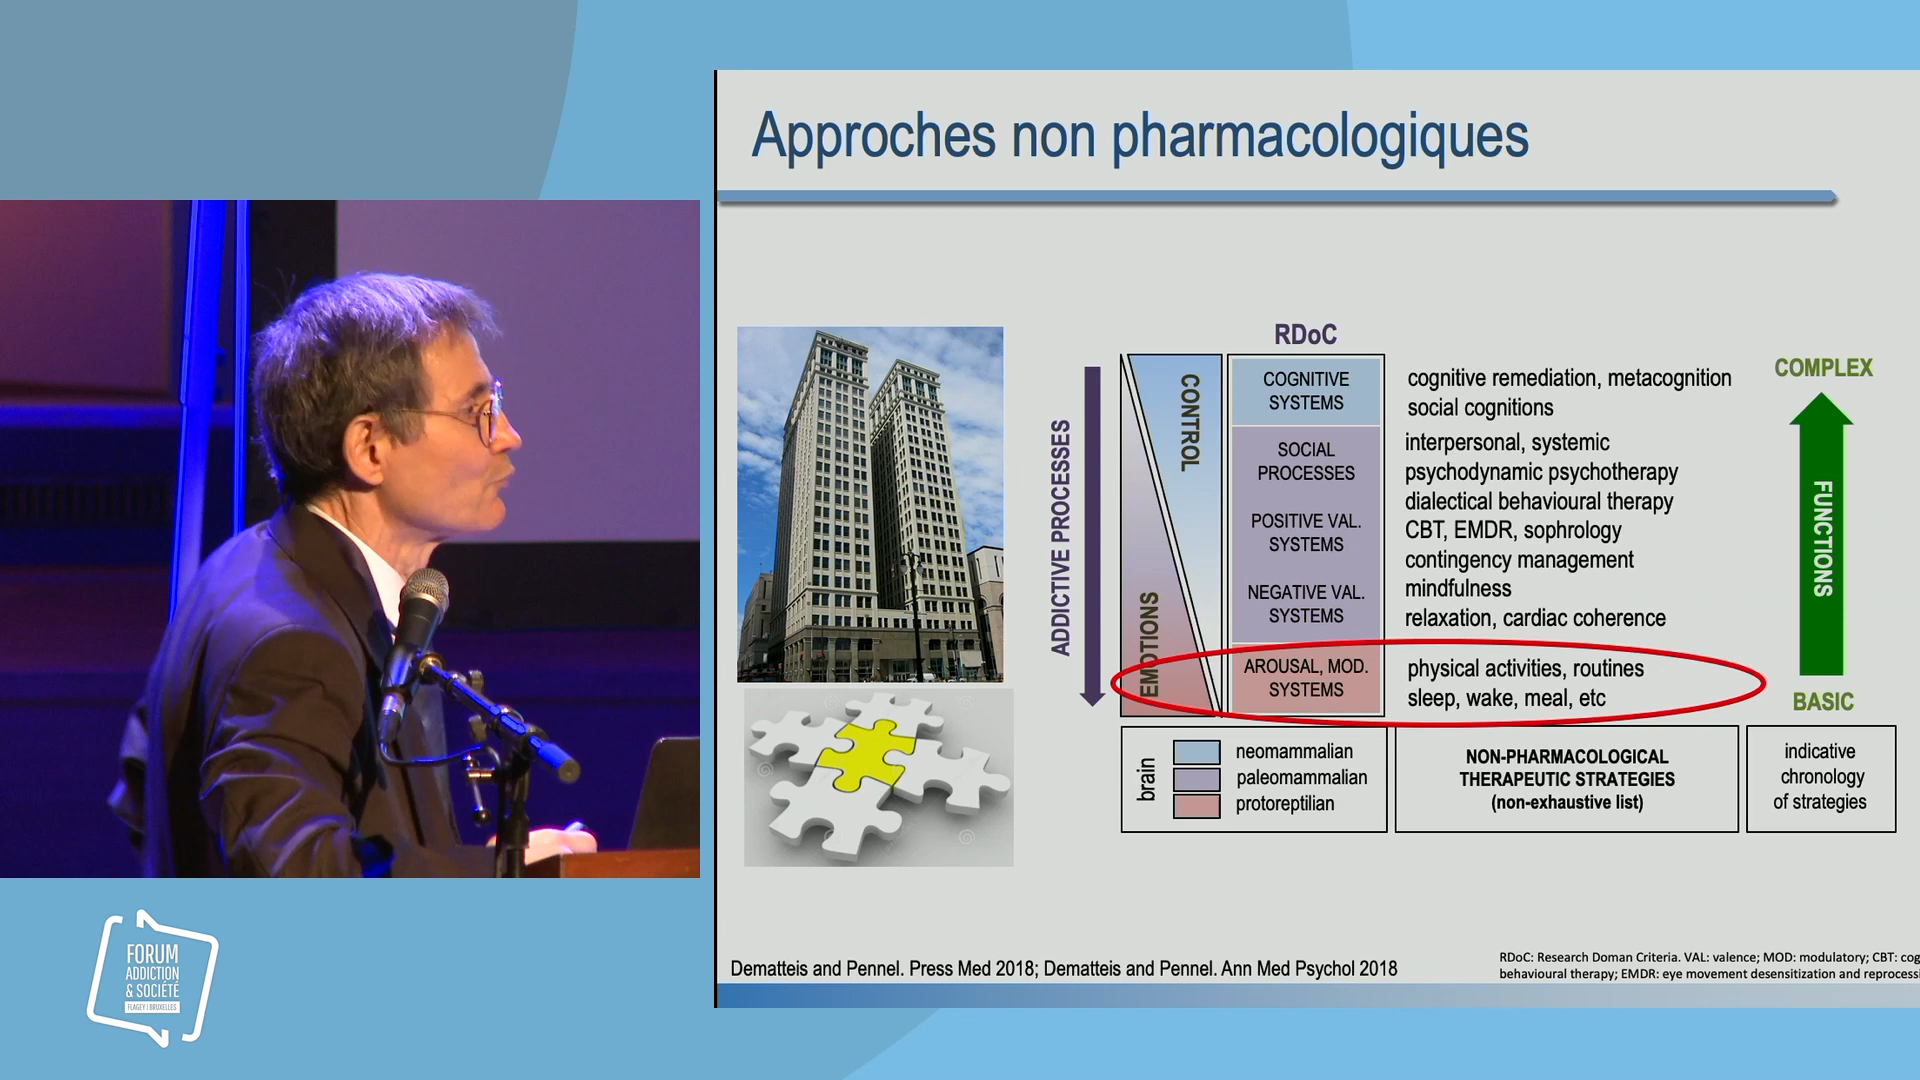 Approches non pharmacologiques
RDoC
ADDICTIVE PROCESSES
CONTROL
EMOTIONS
COGNITIVE
SYSTEMS
SOCIAL
PROCESSES
POSITIVE VAL.
SYSTEMS
NEGATIVE VAL.
SYSTEMS
AROUSAL, MOD.
SYSTEMS
cognitive remediation, metacognition
social cognitions
interpersonal, systemic
psychodynamic psychotherapy
dialectical behavioural therapy
CBT, EMDR, sophrology
contingency management
mindfulness
relaxation, cardiac coherence
physical activities, routines
sleep, wake, meal, etc
COMPLEX
FUNCTIONS
BASIC
brain
neomammalian
paleomammalian
protoreptilian
NON-PHARMACOLOGICAL
THERAPEUTIC STRATEGIES
(non-exhaustive list)
indicative
chronology
of strategies
Dematteis and Pennel. Press Med 2018; Dematteis and Pennel. Ann Med Psychol 2018
RDoC: Research Doman Criteria. VAL: valence; MOD: modulatory; CBT: cog
behavioural therapy; EMDR: eye movement desensitization and reprocessi
FORUM
ADDICTION
& SOCIÉTÉ
FLAGEY | BRUXELLES